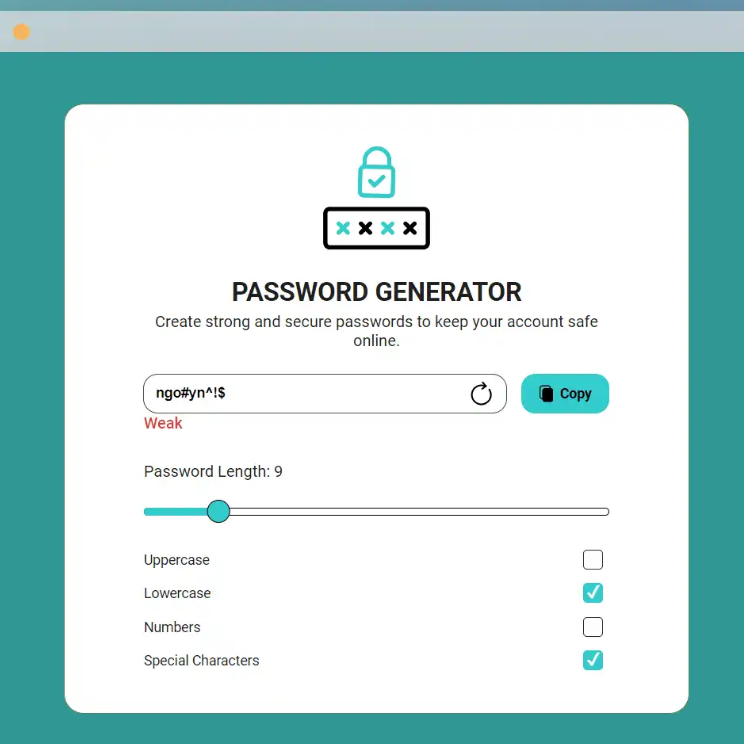 PASSWORD GENERATOR
Create strong and secure passwords to keep your account safe
online.
ngo#yn^!$
Copy
Weak
Password Length: 9
Uppercase
Lowercase
Numbers
Special Characters